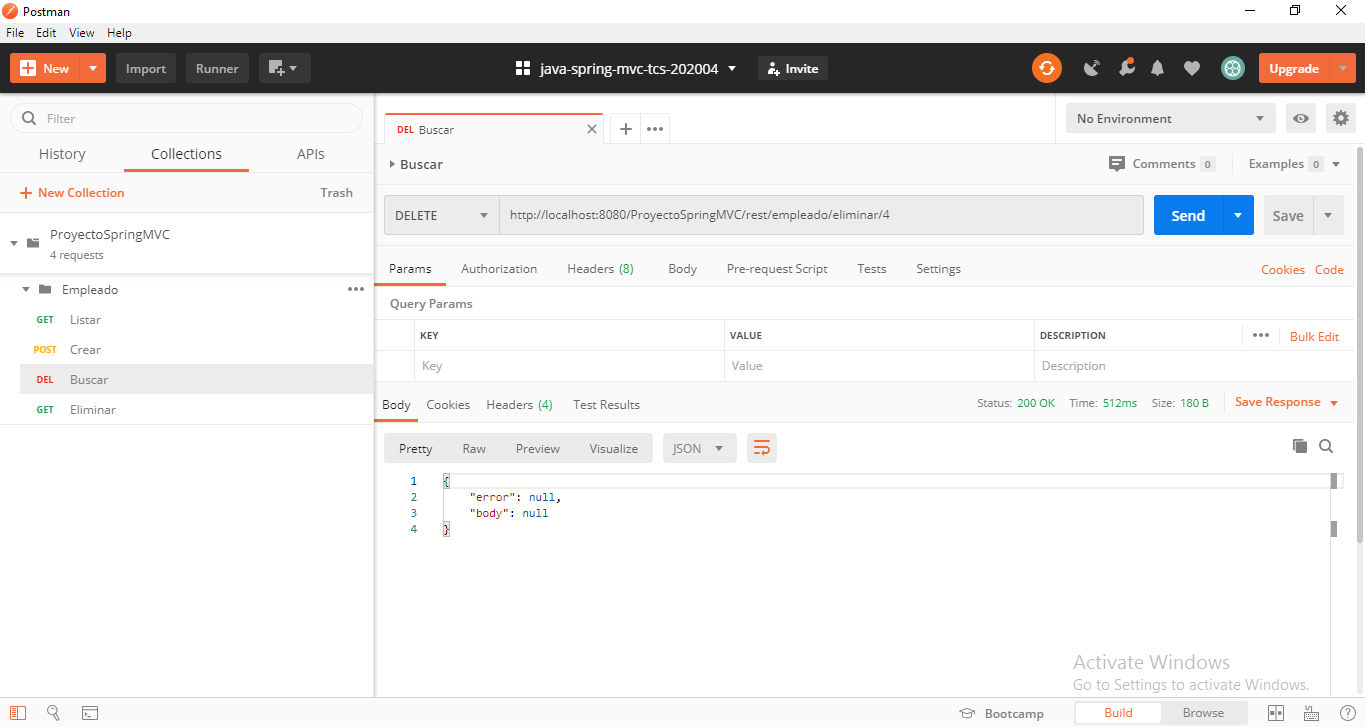 Postman
File Edit View Help
New Import Runner java-spring-mvc-tcs-202004 Invite Upgrade
Filter
History Collections APIs
New Collection Trash
ProyectoSpringMVC
4 requests
Empleado
GET Listar
POST Crear
DEL Buscar
GET Eliminar
DEL Buscar
No Environment
Buscar Comments 0 Examples 0
DELETE http://localhost:8080/ProyectoSpringMVC/rest/empleado/eliminar/4 Send Save
Params Authorization Headers (8) Body Pre-request Script Tests Settings Cookies Code
Query Params
KEY VALUE DESCRIPTION Bulk Edit
Key Value Description
Body Cookies Headers (4) Test Results Status: 200 OK Time: 512ms Size: 180 B Save Response
Pretty Raw Preview Visualize JSON
1 {
2 "error": null,
3 "body": null
4 }
Activate Windows
Go to Settings to activate Windows.
Bootcamp Build Browse